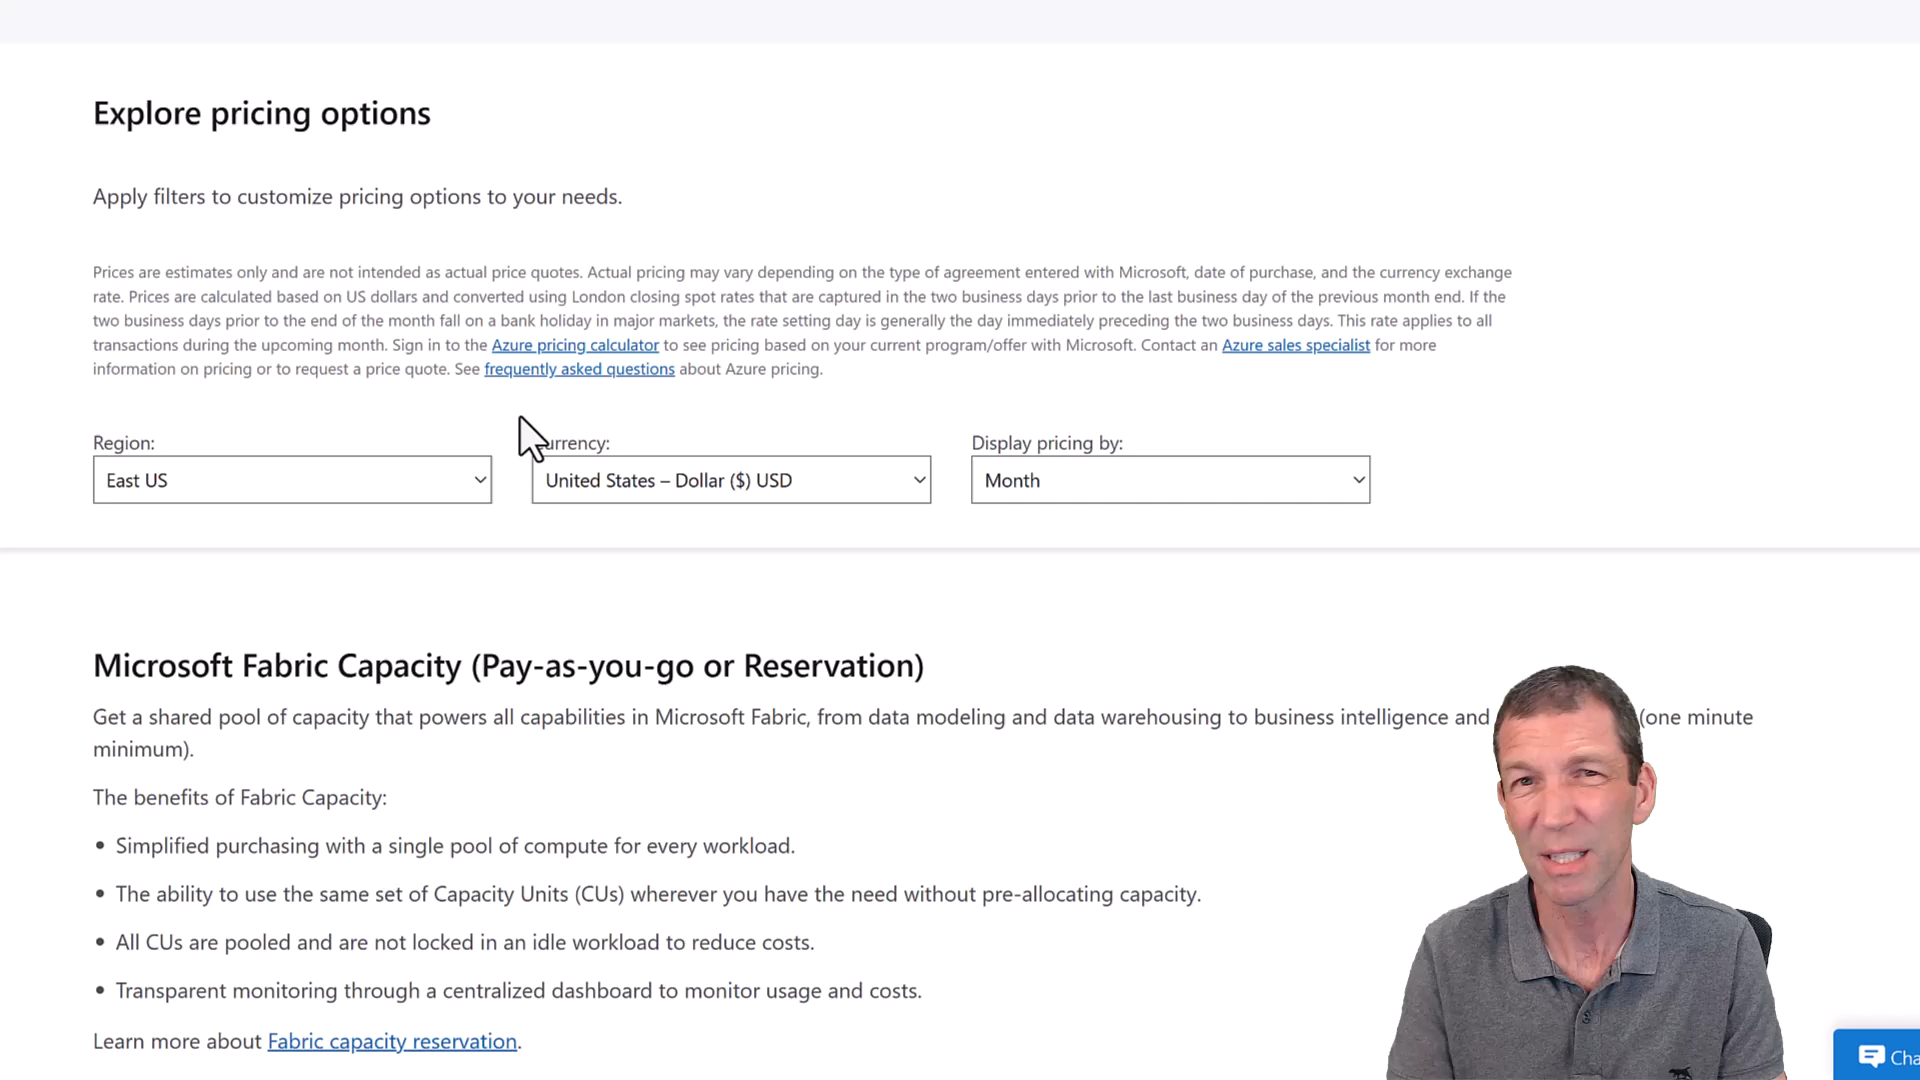 Explore pricing options
Apply filters to customize pricing options to your needs.
Prices are estimates only and are not intended as actual price quotes. Actual pricing may vary depending on the type of agreement entered with Microsoft, date of purchase, and the currency exchange
rate. Prices are calculated based on US dollars and converted using London closing spot rates that are captured in the two business days prior to the last business day of the previous month end. If the
two business days prior to the end of the month fall on a bank holiday in major markets, the rate setting day is generally the day immediately preceding the two business days. This rate applies to all
transactions during the upcoming month. Sign in to the Azure pricing calculator to see pricing based on your current program/offer with Microsoft. Contact an Azure sales specialist for more
information on pricing or to request a price quote. See frequently asked questions about Azure pricing.
Region: urrency: Display pricing by:
East US United States – Dollar ($) USD Month
Microsoft Fabric Capacity (Pay-as-you-go or Reservation)
Get a shared pool of capacity that powers all capabilities in Microsoft Fabric, from data modeling and data warehousing to business intelligence and (one minute
minimum).
The benefits of Fabric Capacity:
• Simplified purchasing with a single pool of compute for every workload.
• The ability to use the same set of Capacity Units (CUs) wherever you have the need without pre-allocating capacity.
• All CUs are pooled and are not locked in an idle workload to reduce costs.
• Transparent monitoring through a centralized dashboard to monitor usage and costs.
Learn more about Fabric capacity reservation.
Cha